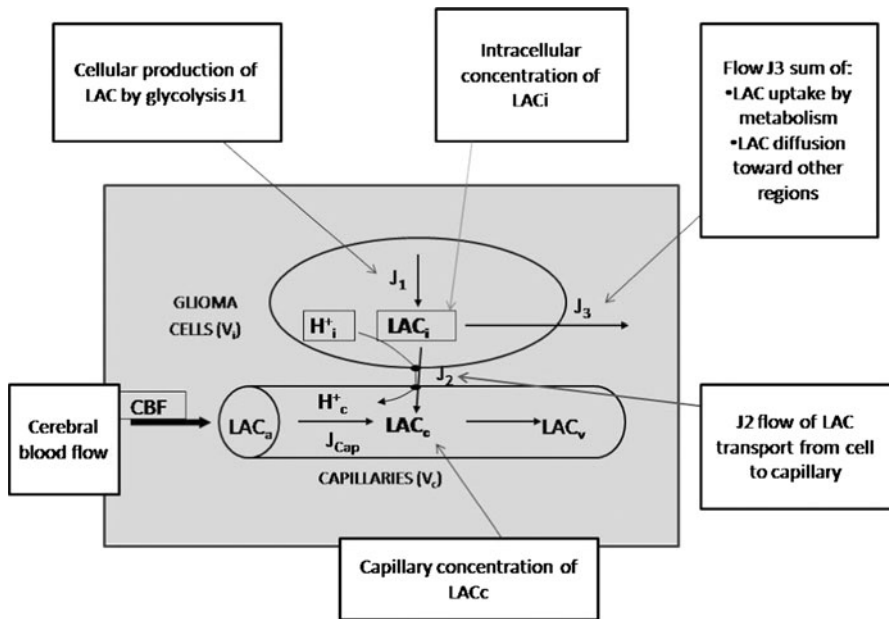 Cellular production of
LAC by glycolysis J1
Intracellular
concentration of
LACi
Flow J3 sum of:
•LAC uptake by
metabolism
•LAC diffusion
toward other
regions
J₁
GLIOMA
CELLS (Vᵢ)
H⁺ᵢ
LACᵢ
J₃
J₂
Cerebral
blood flow
CBF
LACₐ
H⁺c
J_Cap
LACc
LACᵥ
CAPILLARIES (Vc)
J2 flow of LAC
transport from cell
to capillary
Capillary concentration of
LACc